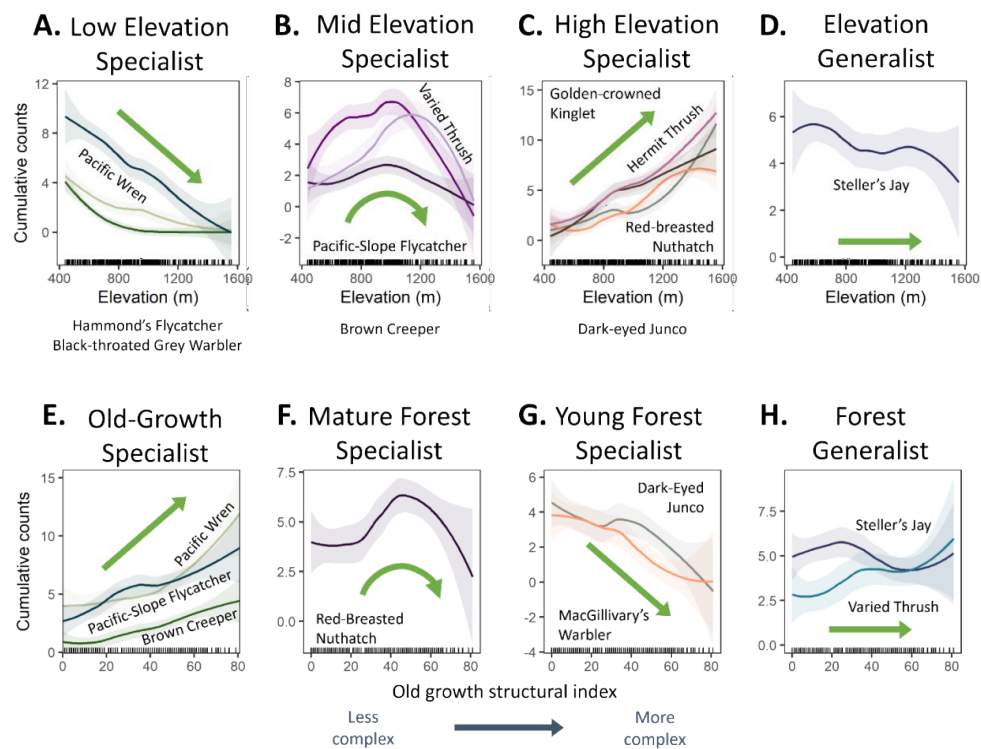 A. Low Elevation
Specialist
B. Mid Elevation
Specialist
C. High Elevation
Specialist
D. Elevation
Generalist
Cumulative counts
12
8
4
0
Pacific Wren
400
800
1200
1600
Elevation (m)
Hammond's Flycatcher
Black-throated Grey Warbler
8
6
4
2
0
-2
Varied Thrush
Pacific-Slope Flycatcher
400
800
1200
1600
Elevation (m)
Brown Creeper
15
10
5
0
Golden-crowned
Kinglet
Hermit Thrush
Red-breasted
Nuthatch
400
800
1200
1600
Elevation (m)
Dark-eyed Junco
6
4
2
0
Steller's Jay
400
800
1200
1600
Elevation (m)
E. Old-Growth
Specialist
F. Mature Forest
Specialist
G. Young Forest
Specialist
H. Forest
Generalist
Cumulative counts
15
10
5
0
Pacific Wren
Pacific-Slope Flycatcher
Brown Creeper
0
20
40
60
80
7.5
5.0
2.5
0.0
Red-Breasted
Nuthatch
0
20
40
60
80
6
4
2
0
-2
-4
Dark-Eyed
Junco
MacGillivary's
Warbler
0
20
40
60
80
7.5
5.0
2.5
0.0
Steller's Jay
Varied Thrush
0
20
40
60
80
Old growth structural index
Less
complex
More
complex